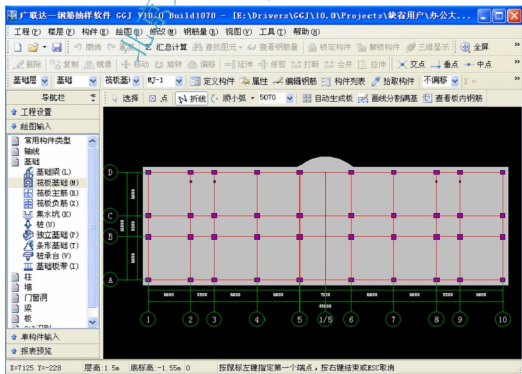 广联达—钢筋抽样软件 GGJ V10.0 Build1070 - [E:\Drivers\GGJ\10.0\Projects\缺省用户\办公大...
工程(P) 楼层(F) 构件(E) 绘图(D) 修改(M) 钢筋量(Q) 视图(V) 工具(T) 帮助(H)
撤消 Σ 汇总计算 查找图元 查看钢筋量 锁定构件 解锁构件 三维显示 全屏 »
删除 复制 镜像 移动 旋转 偏移 延伸 修剪 打断 合并 拉伸 交点 垂点 中点 »
基础层 基础 筏板基 MJ-1 定义构件 属性 编辑钢筋 构件列表 拾取构件 不偏移
导航栏 选择 点 折线 顺小弧 5070 自动生成板 画线分割满基 查看板内钢筋
工程设置
绘图输入
常用构件类型
轴线
基础
基础梁(L)
筏板基础(M)
筏板主筋(R)
筏板负筋(X)
集水坑(K)
桩(U)
独立基础(P)
条形基础(T)
桩承台(V)
基础板带(I)
柱
墙
门窗洞
梁
板
单构件输入
报表预览
D
C
B
A
1 2 3 4 5 1/5 6 7 8 9 10
X=7125 Y=-228 层高:1.5m 底标高:-1.55m 0 按鼠标左键指定第一个端点，按右键结束或ESC取消